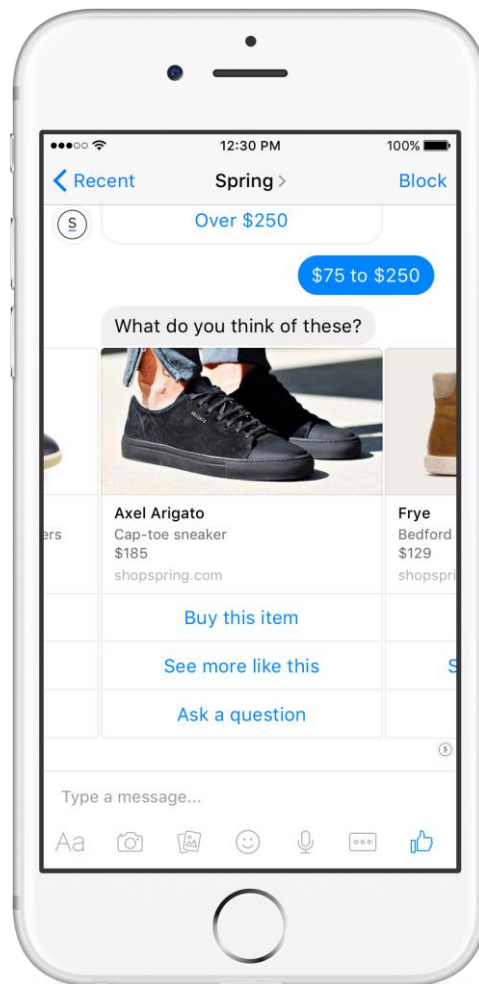 12:30 PM
100%
Recent
Spring >
Block
S
Over $250
$75 to $250
What do you think of these?
ARIGATO
ers
Axel Arigato
Cap-toe sneaker
$185
shopspring.com
Frye
Bedford
$129
shopspri
Buy this item
See more like this
S
Ask a question
S
Type a message...
Aa